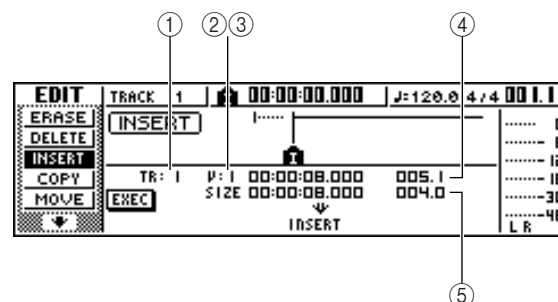 ① ② ③ ④
EDIT TRACK 1 00:00:00.000 ♩=120.0 4/4 001.1
ERASE INSERT I
DELETE
INSERT I
COPY TR: 1 V: 1 00:00:08.000 005.1
MOVE EXEC SIZE 00:00:08.000 004.0
INSERT L R
⑤